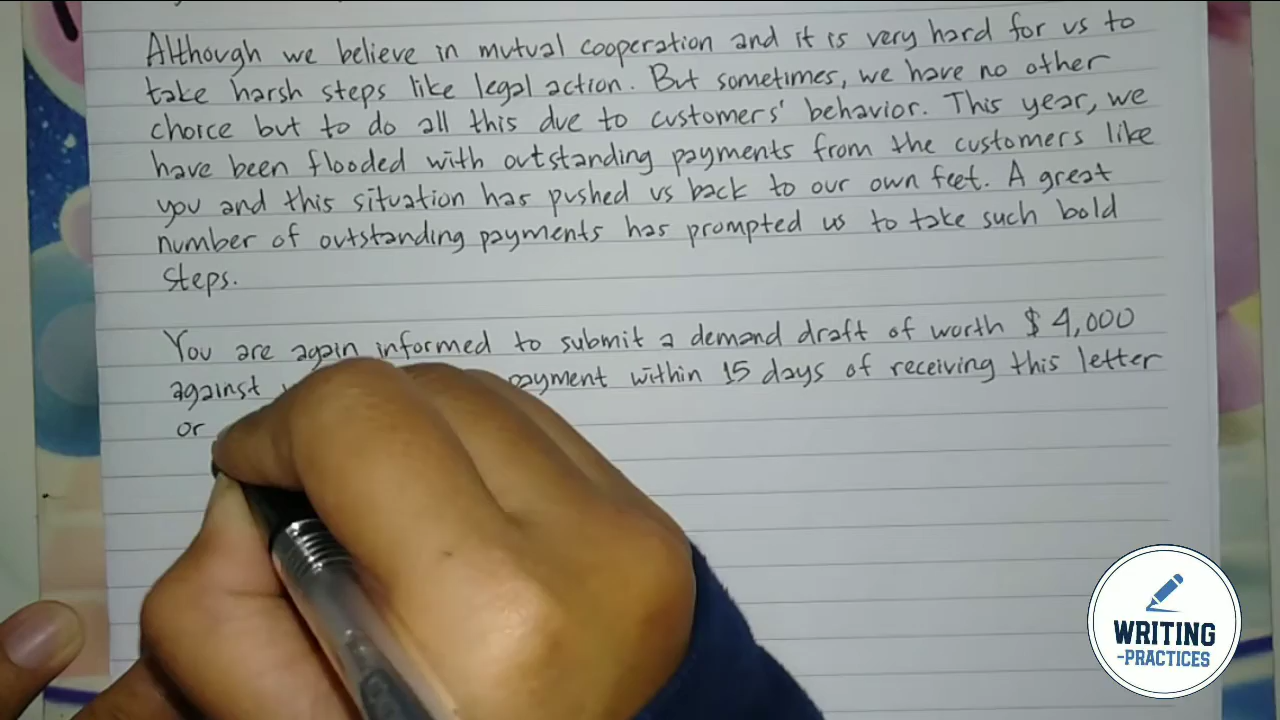 Although we believe in mutual cooperation and it is very hard for us to
take harsh steps like legal action. But sometimes, we have no other
choice but to do all this due to customers' behavior. This year, we
have been flooded with outstanding payments from the customers like
you and this situation has pushed us back to our own feet. A great
number of outstanding payments has prompted us to take such bold
steps.
You are again informed to submit a demand draft of worth $ 4,000
against payment within 15 days of receiving this letter
or
WRITING
-PRACTICES